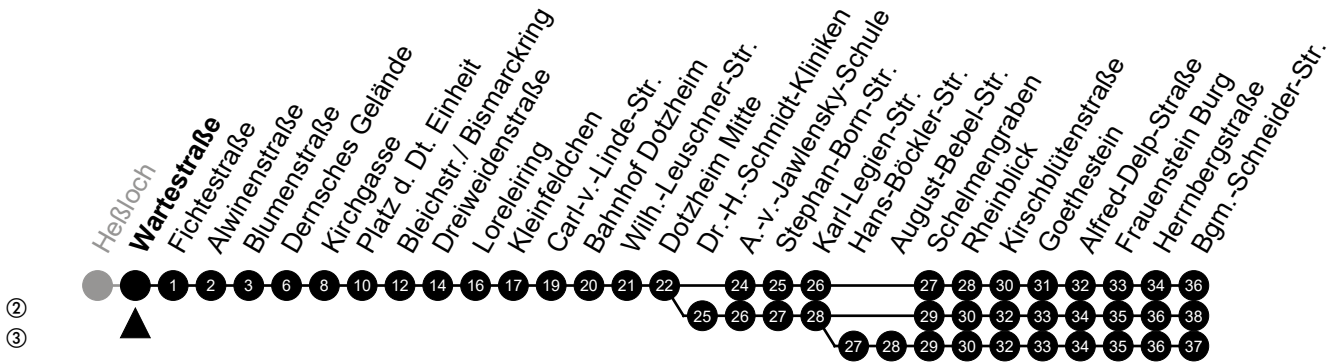 Heßloch
Wartestraße
Fichtestraße
Alwinenstraße
Blumenstraße
Dernsches Gelände
Kirchgasse
Platz d. Dt. Einheit
Bleichstr./ Bismarckring
Dreiweidenstraße
Loreleiring
Kleinfeldchen
Carl-v.-Linde-Str.
Bahnhof Dotzheim
Wilh.-Leuschner-Str.
Dotzheim Mitte
Dr.-H.-Schmidt-Kliniken
A.-v.-Jawlensky-Schule
Stephan-Born-Str.
Karl-Legien-Str.
Hans-Böckler-Str.
August-Bebel-Str.
Schelmengraben
Rheinblick
Kirschblütenstraße
Goethestein
Alfred-Delp-Straße
Frauenstein Burg
Herrnbergstraße
Bgm.-Schneider-Str.
1 2 3 6 8 10 12 14 16 17 19 20 21 22 24 25 26 27 28 30 31 32 33 34 36
② 25 26 27 28 29 30 32 33 34 35 36 38
③ 27 28 29 30 32 33 34 35 36 37